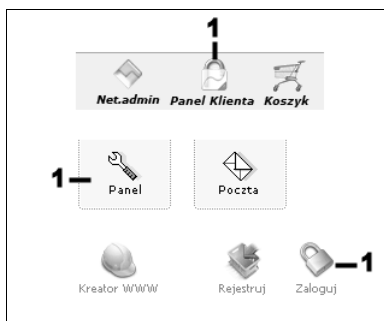 1
Net.admin Panel Klienta Koszyk
1
Panel Poczta
1
Kreator WWW Rejestruj Zaloguj